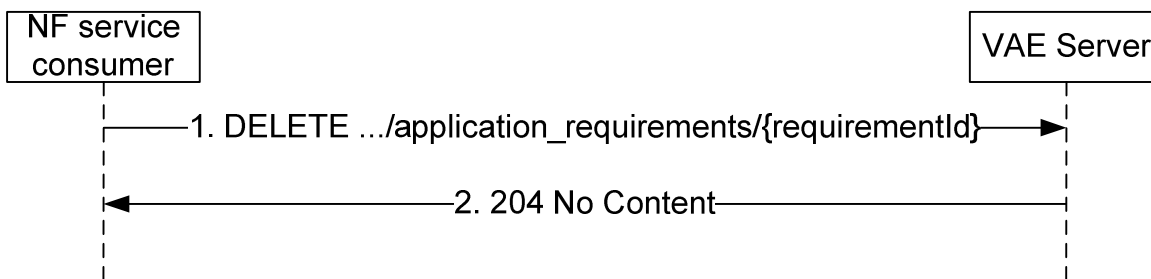 NF service
consumer
VAE Server
1. DELETE .../application_requirements/{requirementId}
2. 204 No Content